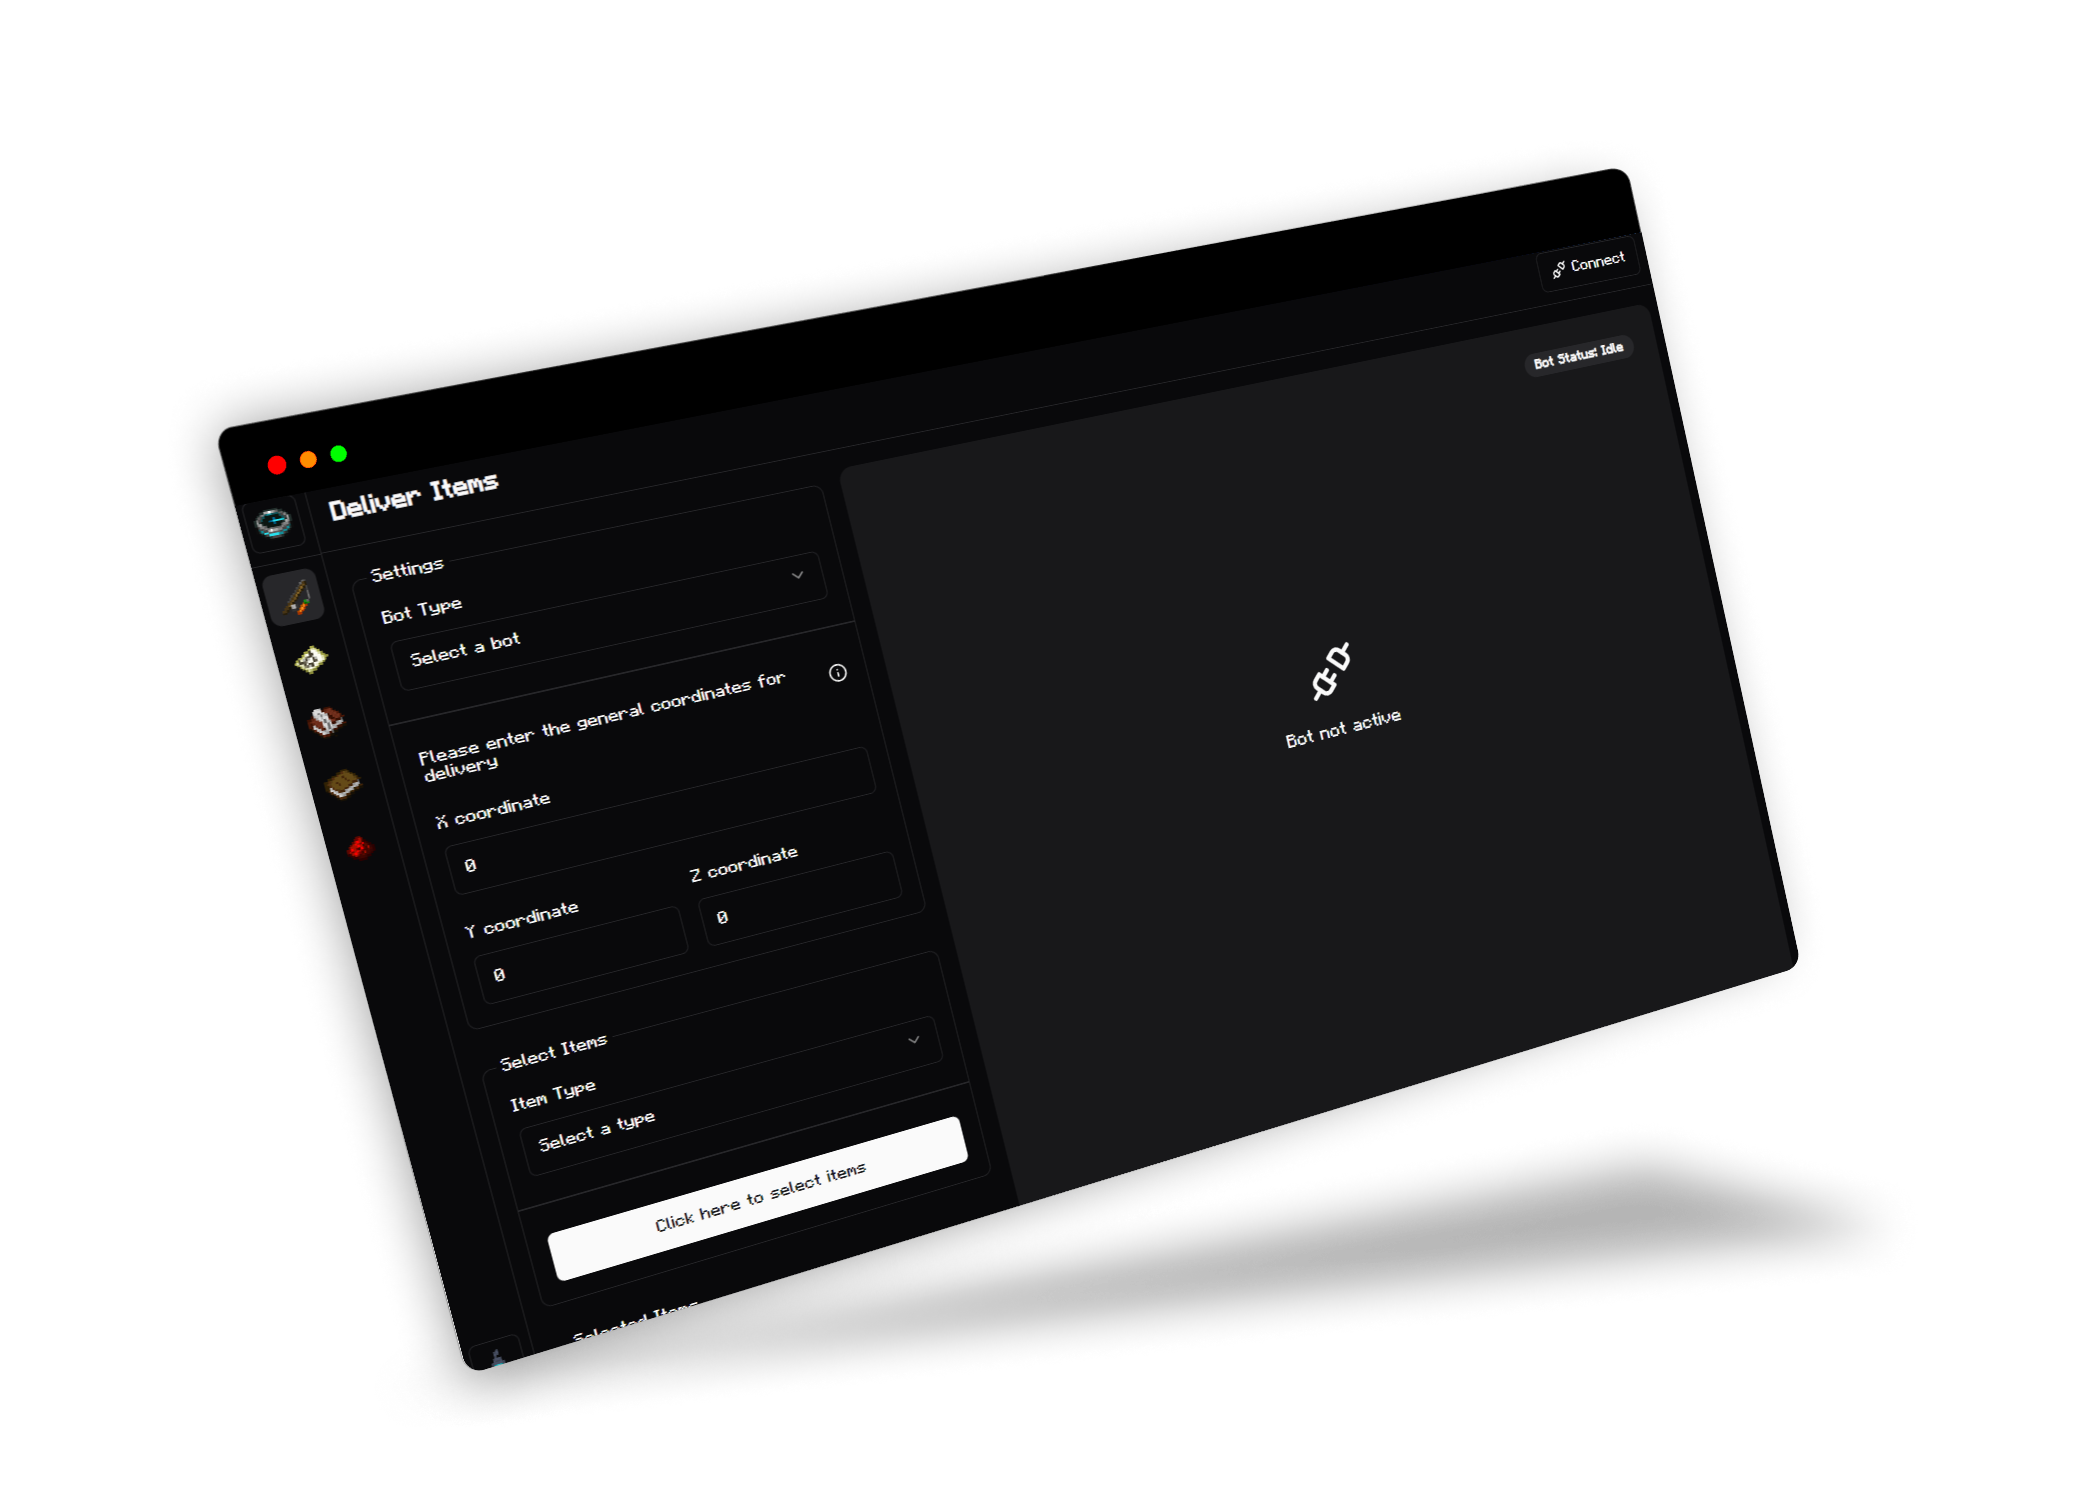 Connect
Deliver Items
Bot Status: Idle
Settings
Bot Type
Select a bot
Please enter the general coordinates for
delivery
X coordinate
0
Y coordinate
Z coordinate
0
0
Select Items
Item Type
Select a type
Click here to select items
Selected Items
Bot not active